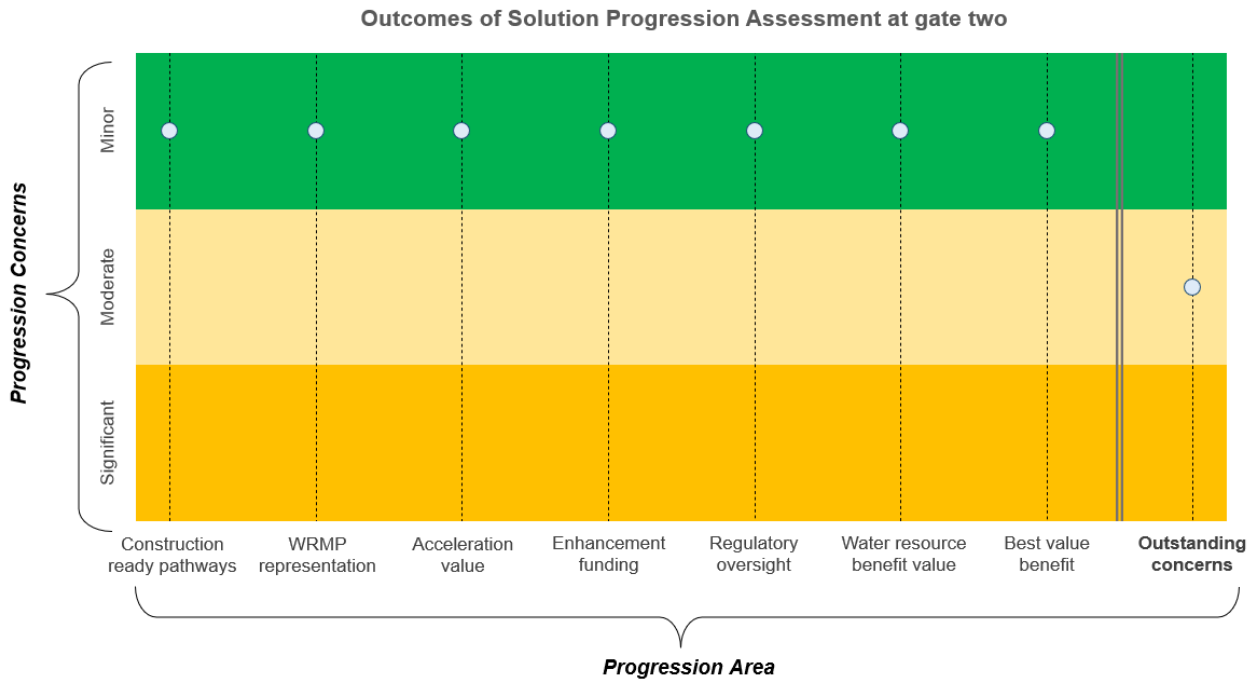 Outcomes of Solution Progression Assessment at gate two
Progression Concerns
Minor
Moderate
Significant
Construction
ready pathways
WRMP
representation
Acceleration
value
Enhancement
funding
Regulatory
oversight
Water resource
benefit value
Best value
benefit
Outstanding
concerns
Progression Area